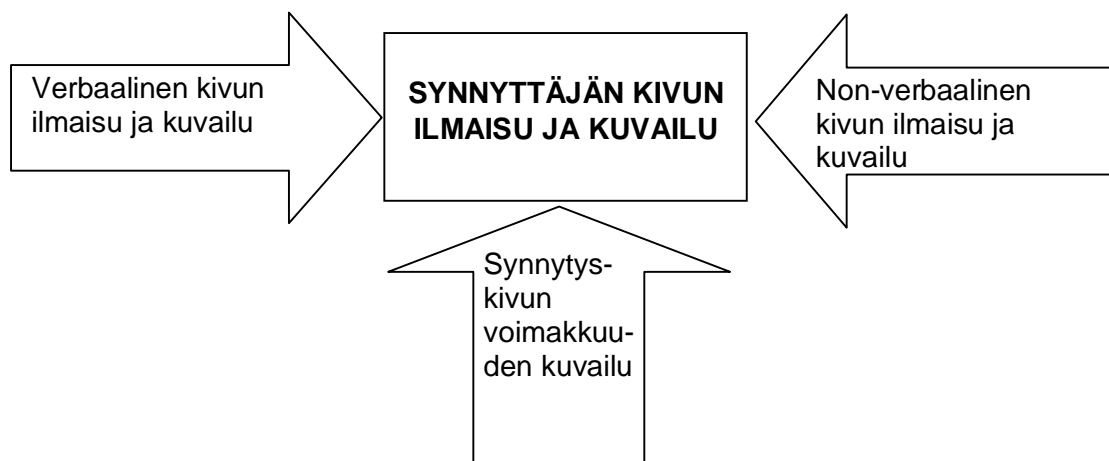 Verbaalinen kivun
ilmaisu ja kuvailu
SYNNYTTÄJÄN KIVUN
ILMAISU JA KUVAILU
Non-verbaalinen
kivun ilmaisu ja
kuvailu
Synnytys-
kivun
voimakkuu-
den kuvailu